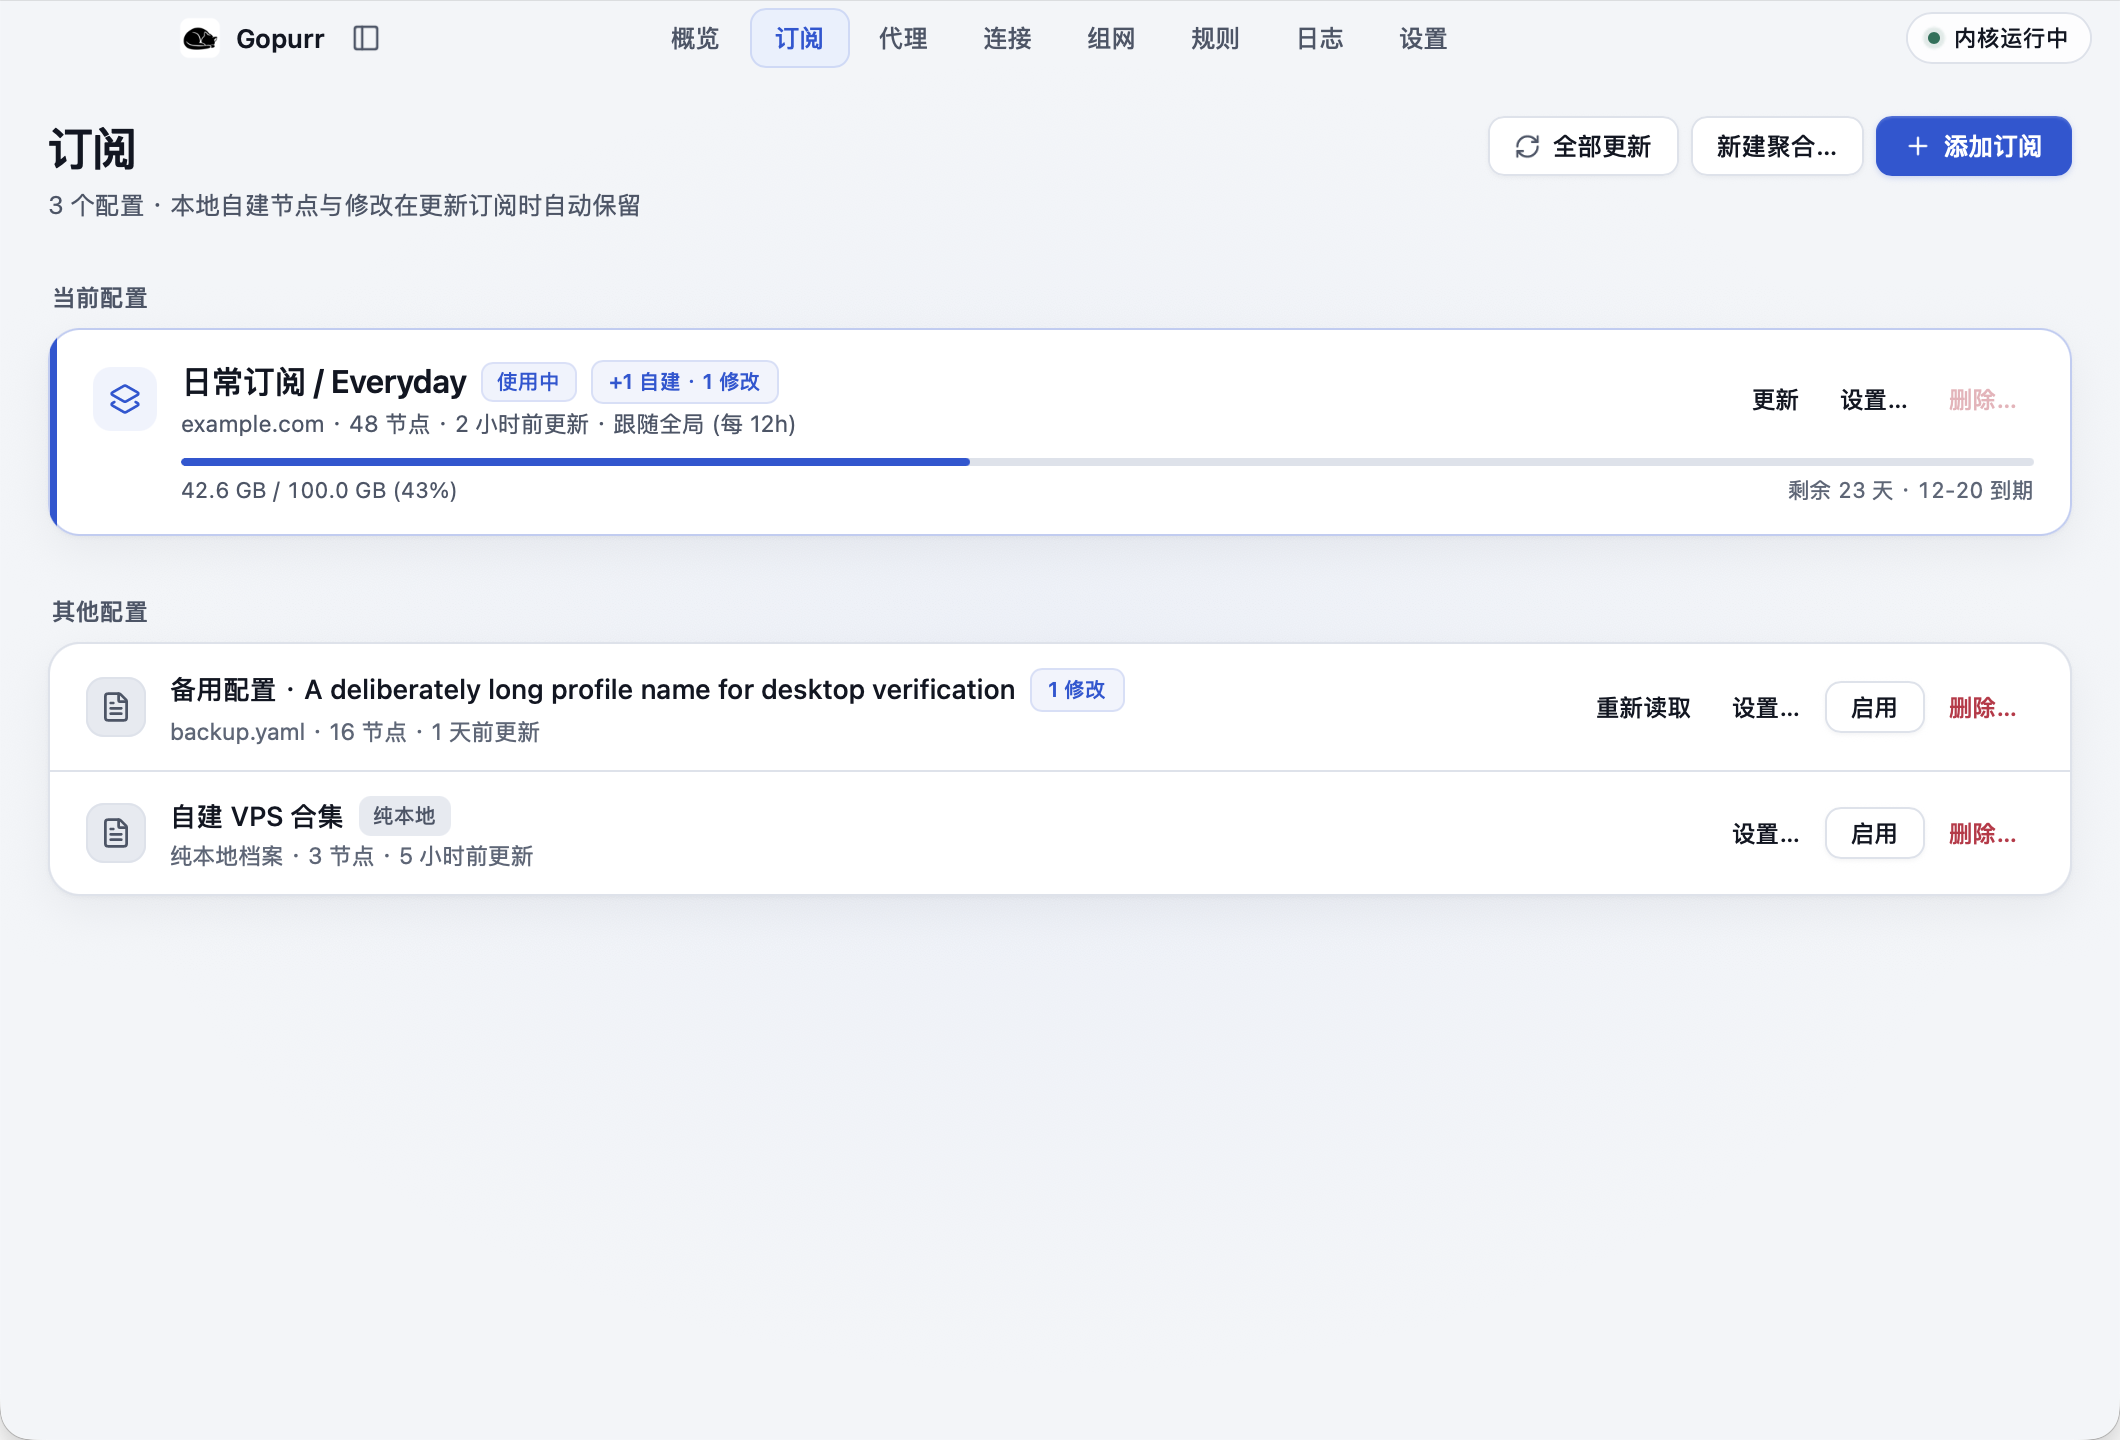 Gopurr
概览 订阅 代理 连接 组网 规则 日志 设置
内核运行中
订阅
全部更新 新建聚合... + 添加订阅
3 个配置 · 本地自建节点与修改在更新订阅时自动保留
当前配置
日常订阅 / Everyday 使用中 +1 自建 · 1 修改
更新 设置... 删除...
example.com · 48 节点 · 2 小时前更新 · 跟随全局 (每 12h)
42.6 GB / 100.0 GB (43%) 剩余 23 天 · 12-20 到期
其他配置
备用配置 · A deliberately long profile name for desktop verification 1 修改
重新读取 设置... 启用 删除...
backup.yaml · 16 节点 · 1 天前更新
自建 VPS 合集 纯本地
设置... 启用 删除...
纯本地档案 · 3 节点 · 5 小时前更新